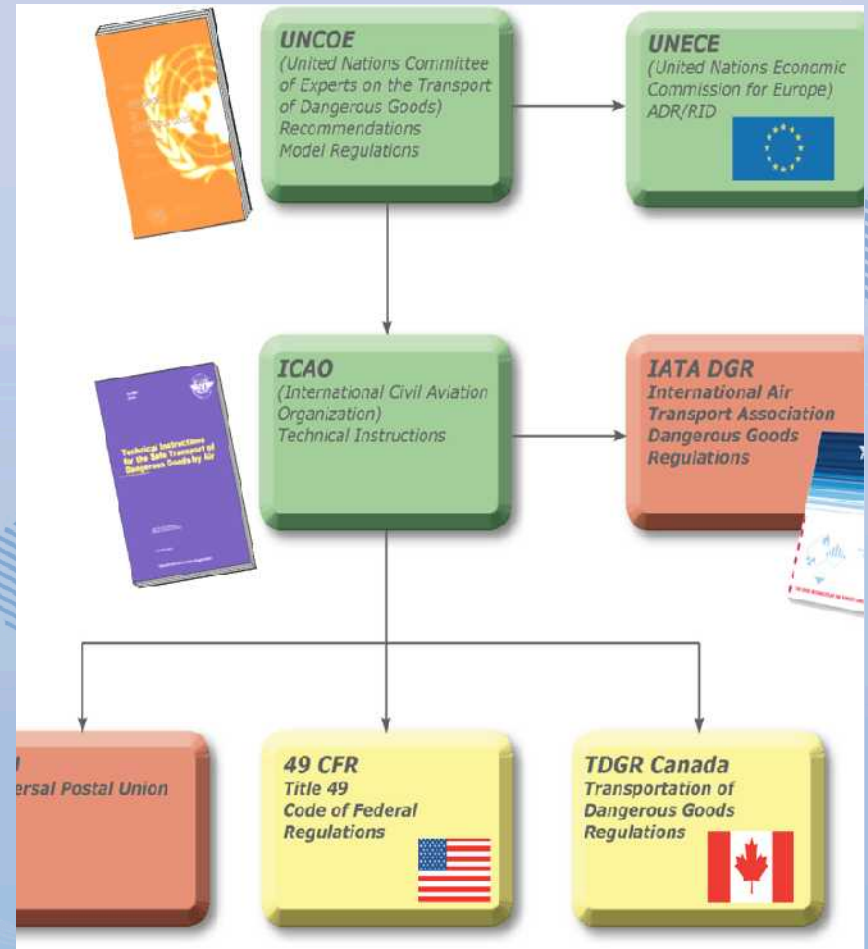 UNCOE
(United Nations Committee
of Experts on the Transport
of Dangerous Goods)
Recommendations
Model Regulations
UNECE
(United Nations Economic
Commission for Europe)
ADR/RID
ICAO
(International Civil Aviation
Organization)
Technical Instructions
IATA DGR
International Air
Transport Association
Dangerous Goods
Regulations
Technical Instructions
for the Safe Transport of
Dangerous Goods by Air
ersal Postal Union
49 CFR
Title 49
Code of Federal
Regulations
TDGR Canada
Transportation of
Dangerous Goods
Regulations